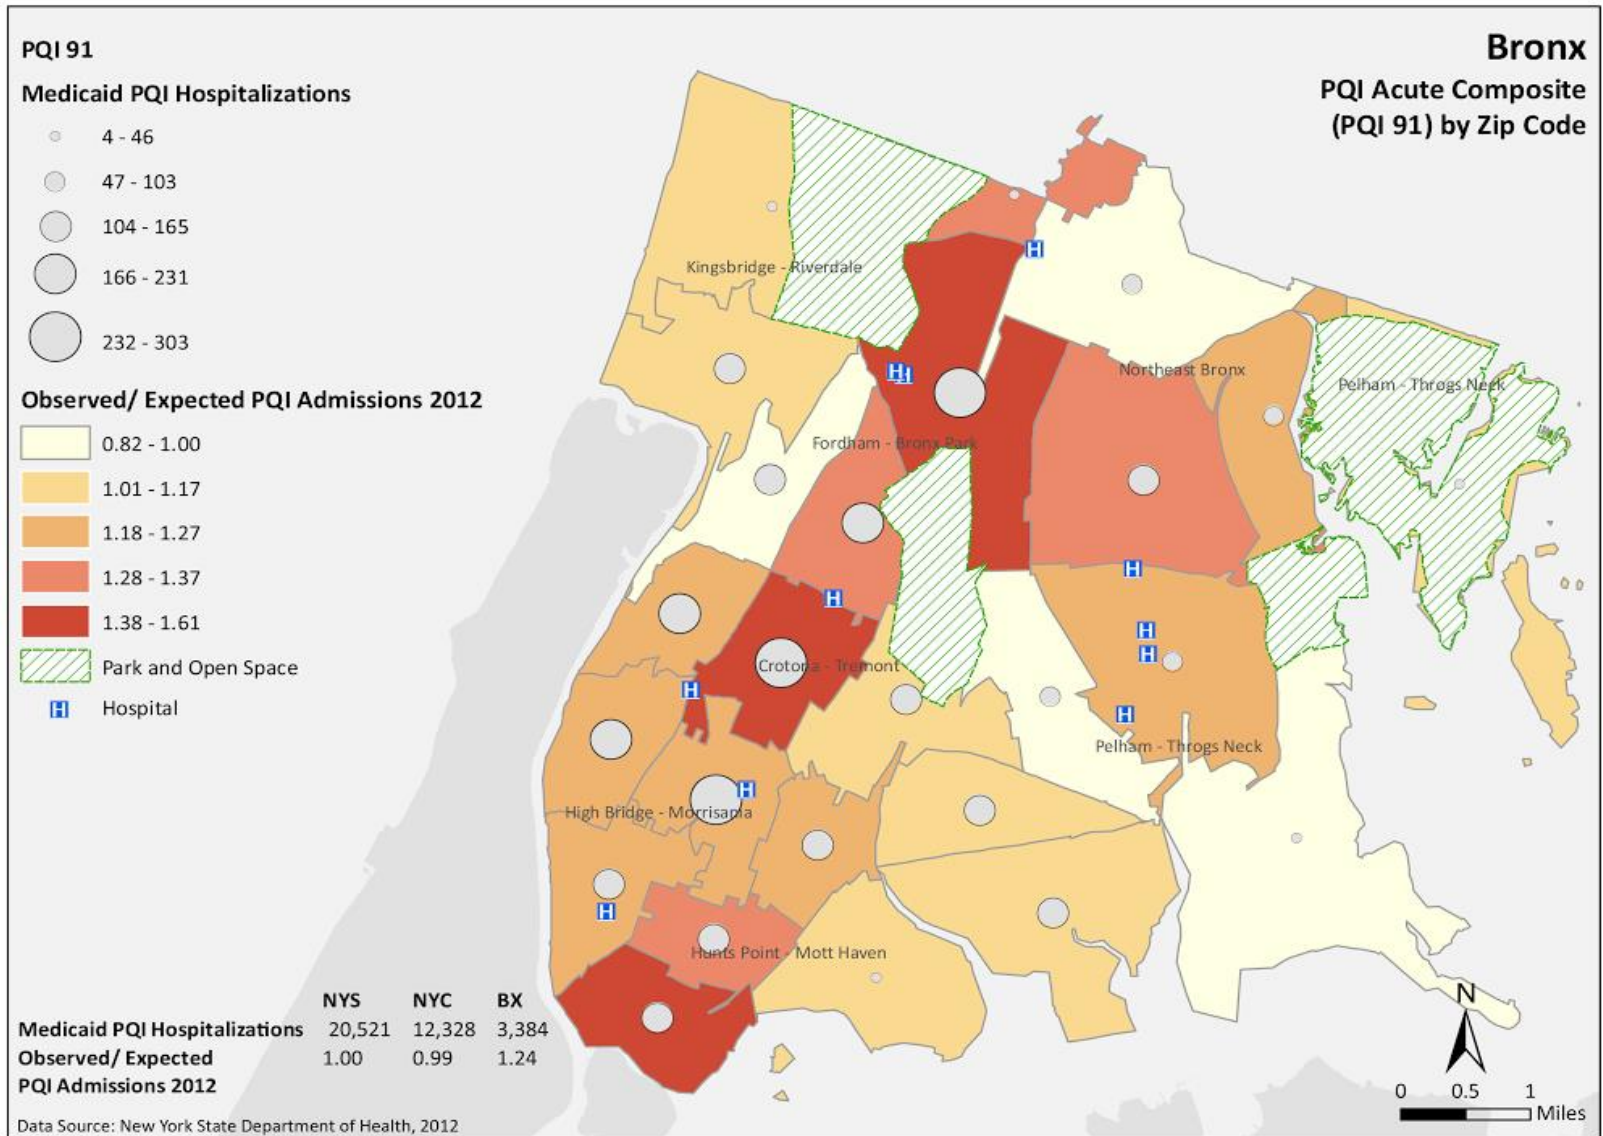 PQI 91
Medicaid PQI Hospitalizations
4 - 46
47 - 103
104 - 165
166 - 231
232 - 303
Observed/ Expected PQI Admissions 2012
0.82 - 1.00
1.01 - 1.17
1.18 - 1.27
1.28 - 1.37
1.38 - 1.61
Park and Open Space
H Hospital
Bronx
PQI Acute Composite
(PQI 91) by Zip Code
H
Kingsbridge - Riverdale
H H
Northeast Bronx
Pelham - Throgs Neck
Fordham - Bronx Park
H
H
H
H
Crotona - Tremont
H
H
Pelham - Throgs Neck
H
High Bridge - Morrisania
H
Hunts Point - Mott Haven
NYS NYC BX
Medicaid PQI Hospitalizations 20,521 12,328 3,384
Observed/ Expected 1.00 0.99 1.24
PQI Admissions 2012
Data Source: New York State Department of Health, 2012
N
0 0.5 1
Miles